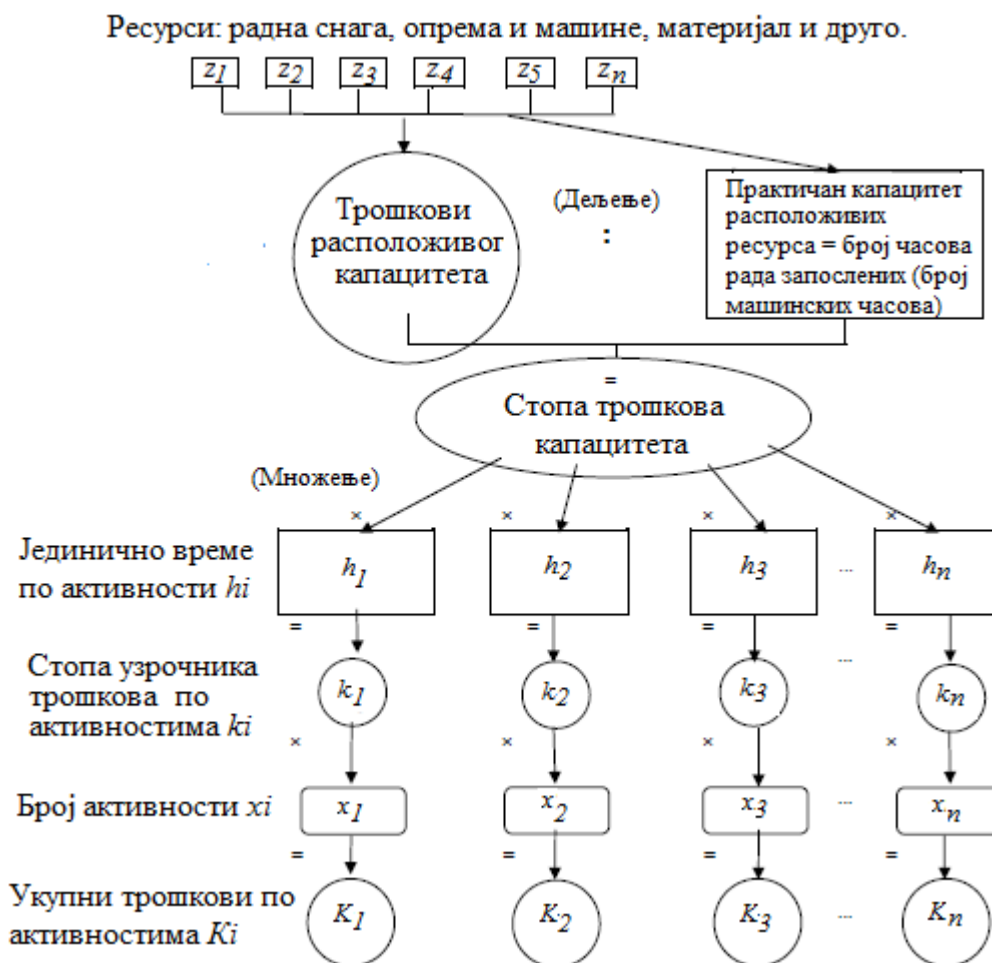 Ресурси: радна снага, опрема и машине, материјал и друго.
z1 z2 z3 z4 z5 zn
Трошкови
расположивог
капацитета
(Дељење)
:
Практичан капацитет
расположивих
ресурса = број часова
рада запослених (број
машинских часова)
=
Стопа трошкова
капацитета
(Множење)
× × × ×
Јединично време
по активности hi
h1 h2 h3 ... hn
= = = =
Стопа узрочника
трошкова по
активностима ki
k1 k2 k3 ... kn
× × × ×
Број активности xi
x1 x2 x3 ... xn
= = = =
Укупни трошкови по
активностима Ki
K1 K2 K3 ... Kn